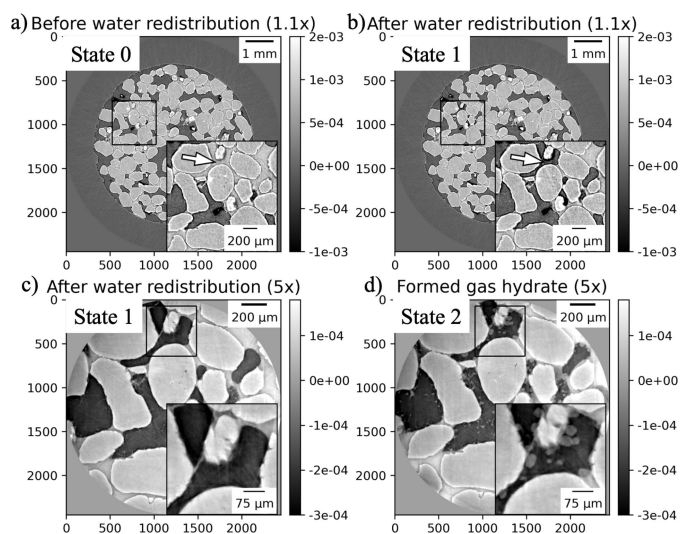 a) Before water redistribution (1.1x)
State 0
1 mm
0
500
1000
1500
2000
0 500 1000 1500 2000
200 μm
2e-03
1e-03
5e-04
0e+00
-5e-04
-1e-03
b) After water redistribution (1.1x)
State 1
1 mm
0
500
1000
1500
2000
0 500 1000 1500 2000
200 μm
2e-03
1e-03
5e-04
0e+00
-5e-04
-1e-03
c) After water redistribution (5x)
State 1
200 μm
0
500
1000
1500
2000
0 500 1000 1500 2000
75 μm
1e-04
0e+00
-1e-04
-2e-04
-3e-04
d) Formed gas hydrate (5x)
State 2
200 μm
0
500
1000
1500
2000
0 500 1000 1500 2000
75 μm
1e-04
0e+00
-1e-04
-2e-04
-3e-04